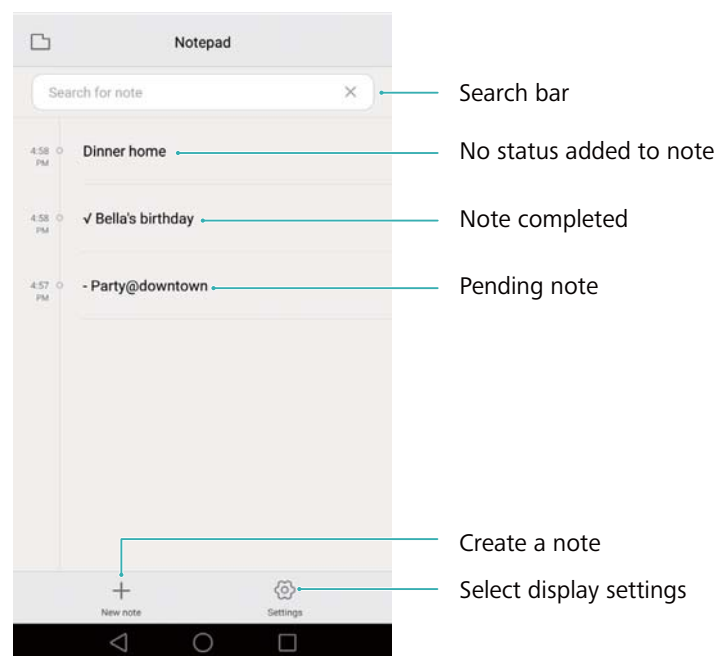 Notepad
Search for note
Search bar
4:58 PM
Dinner home
No status added to note
4:58 PM
√ Bella's birthday
Note completed
4:57 PM
- Party@downtown
Pending note
Create a note
Select display settings
New note
Settings